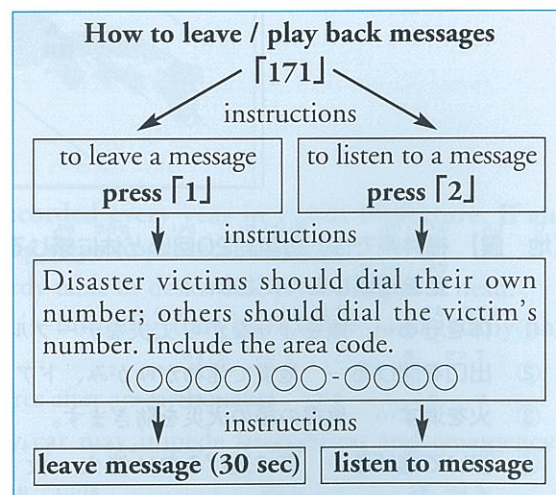 How to leave / play back messages
「171」
instructions
to leave a message
press「1」
to listen to a message
press「2」
instructions
Disaster victims should dial their own
number; others should dial the victim's
number. Include the area code.
(○○○○) ○○-○○○○○
instructions
leave message (30 sec)
listen to message